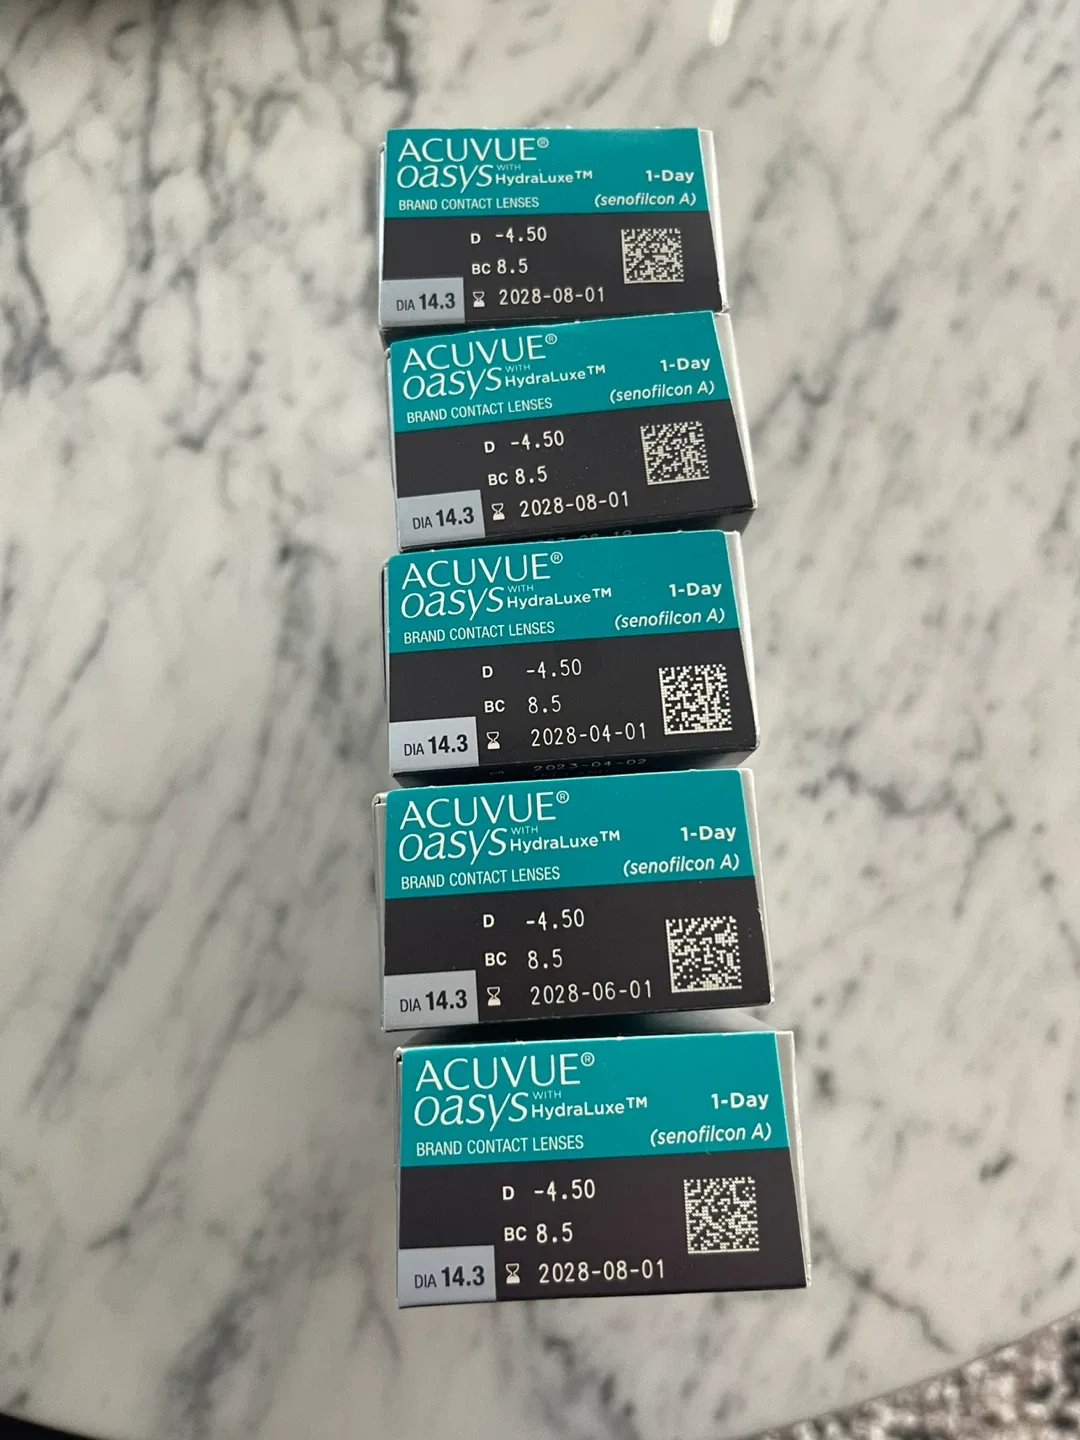 ACUVUE®
OASYS WITH HydraLuxe™ 1-Day
BRAND CONTACT LENSES (senofilcon A)
D -4.50
BC 8.5
DIA 14.3 2028-08-01
ACUVUE®
OASYS WITH HydraLuxe™ 1-Day
BRAND CONTACT LENSES (senofilcon A)
D -4.50
BC 8.5
DIA 14.3 2028-08-01
ACUVUE®
OASYS WITH HydraLuxe™ 1-Day
BRAND CONTACT LENSES (senofilcon A)
D -4.50
BC 8.5
DIA 14.3 2028-04-01
2023-04-02
ACUVUE®
OASYS WITH HydraLuxe™ 1-Day
BRAND CONTACT LENSES (senofilcon A)
D -4.50
BC 8.5
DIA 14.3 2028-06-01
ACUVUE®
OASYS WITH HydraLuxe™ 1-Day
BRAND CONTACT LENSES (senofilcon A)
D -4.50
BC 8.5
DIA 14.3 2028-08-01